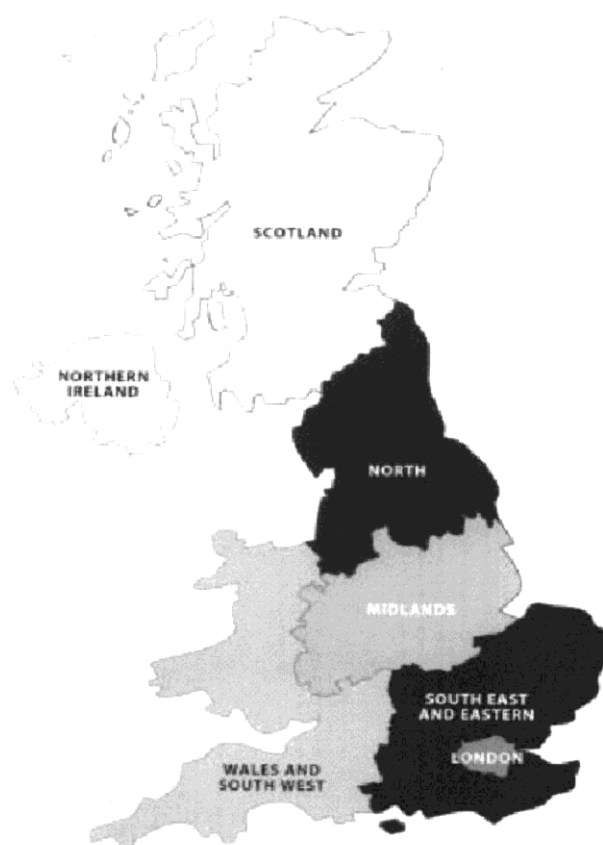 SCOTLAND
NORTHERN
IRELAND
NORTH
MIDLANDS
SOUTH EAST
AND EASTERN
LONDON
WALES AND
SOUTH WEST